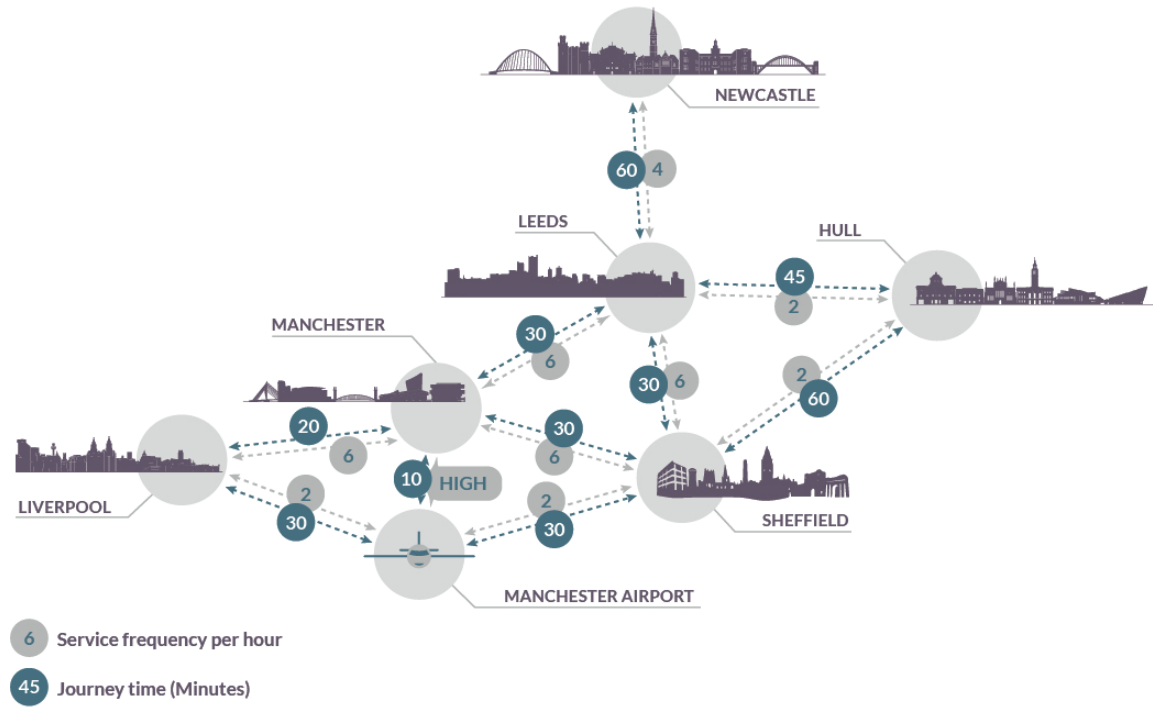 NEWCASTLE
60
4
LEEDS
HULL
45
2
MANCHESTER
30
6
30
6
2
60
20
6
30
6
10
HIGH
2
30
2
30
LIVERPOOL
SHEFFIELD
MANCHESTER AIRPORT
6 Service frequency per hour
45 Journey time (Minutes)